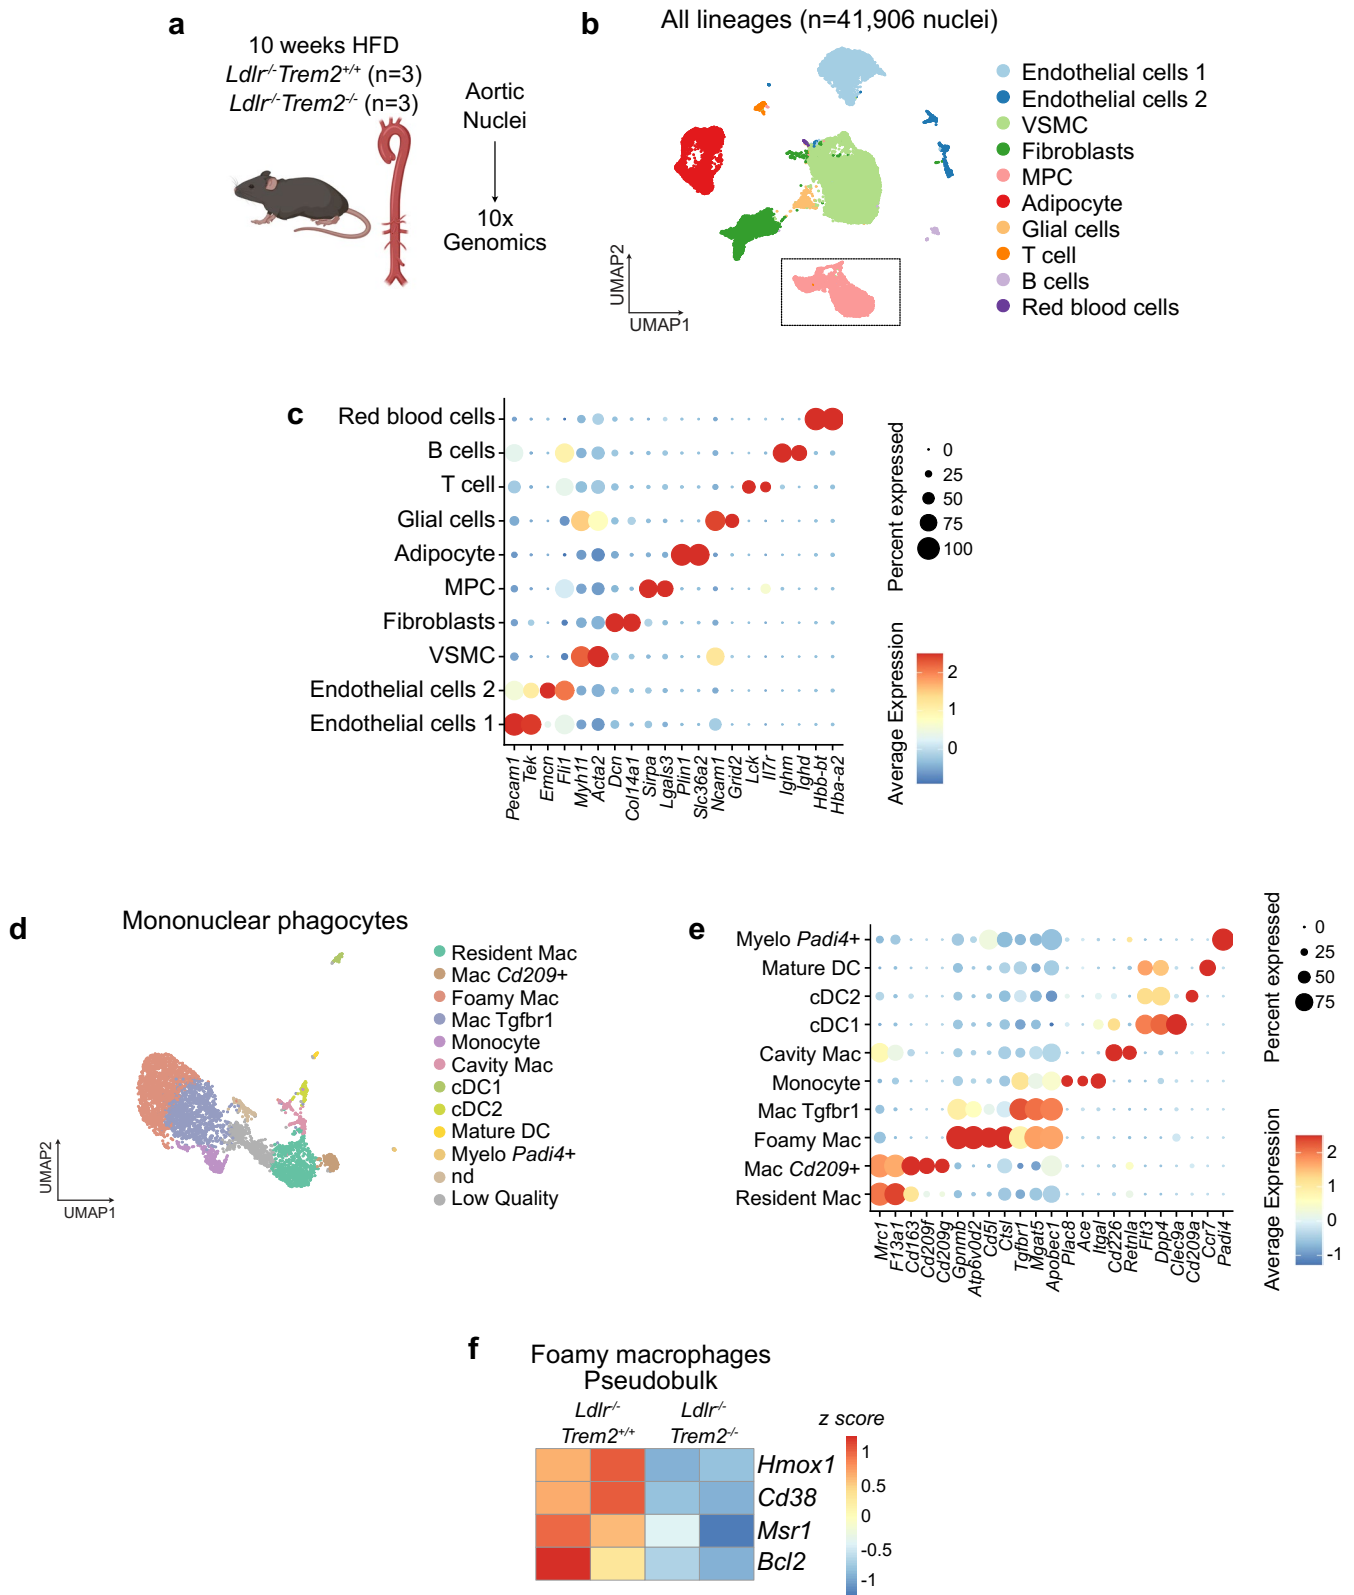 a
10 weeks HFD
Ldlr-/-Trem2+/+ (n=3)
Ldlr-/-Trem2-/- (n=3)
Aortic
Nuclei
10x
Genomics
b
All lineages (n=41,906 nuclei)
UMAP2
UMAP1
Endothelial cells 1
Endothelial cells 2
VSMC
Fibroblasts
MPC
Adipocyte
Glial cells
T cell
B cells
Red blood cells
c
Red blood cells
B cells
T cell
Glial cells
Adipocyte
MPC
Fibroblasts
VSMC
Endothelial cells 2
Endothelial cells 1
Pecam1
Tek
Emcn
Fli1
Myh11
Acta2
Dcn
Col14a1
Sirpa
Lgals3
Plin1
Slc36a2
Ncam1
Grid2
Lck
Il7r
Ighm
Ighd
Hbb-bt
Hba-a2
Percent expressed
0
25
50
75
100
Average Expression
2
1
0
d
Mononuclear phagocytes
UMAP2
UMAP1
Resident Mac
Mac Cd209+
Foamy Mac
Mac Tgfbr1
Monocyte
Cavity Mac
cDC1
cDC2
Mature DC
Myelo Padi4+
nd
Low Quality
e
Myelo Padi4+
Mature DC
cDC2
cDC1
Cavity Mac
Monocyte
Mac Tgfbr1
Foamy Mac
Mac Cd209+
Resident Mac
Mrc1
F13a1
Cd163
Cd209f
Cd209g
Gpnmb
Atp6v0d2
Cd5l
Ctsl
Tgfbr1
Mgat5
Apobec1
Plac8
Ace
Itgal
Cd226
Retnla
Flt3
Dpp4
Clec9a
Cd209a
Ccr7
Padi4
Percent expressed
0
25
50
75
Average Expression
2
1
0
-1
f
Foamy macrophages
Pseudobulk
Ldlr-/- Ldlr-/-
Trem2+/+ Trem2-/-
Hmox1
Cd38
Msr1
Bcl2
z score
1
0.5
0
-0.5
-1